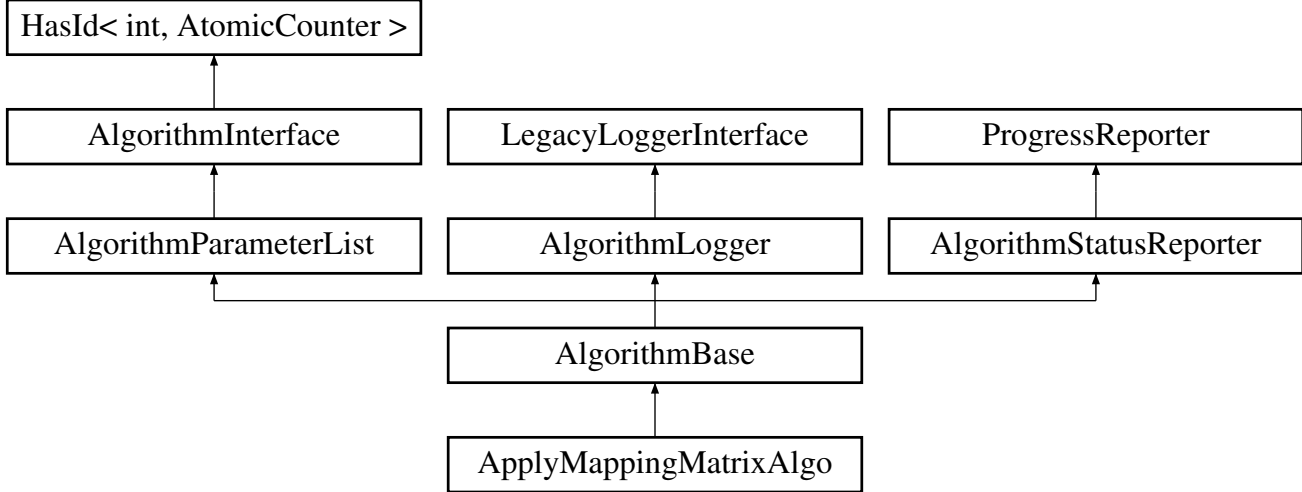 HasId< int, AtomicCounter >
AlgorithmInterface
LegacyLoggerInterface
ProgressReporter
AlgorithmParameterList
AlgorithmLogger
AlgorithmStatusReporter
AlgorithmBase
ApplyMappingMatrixAlgo